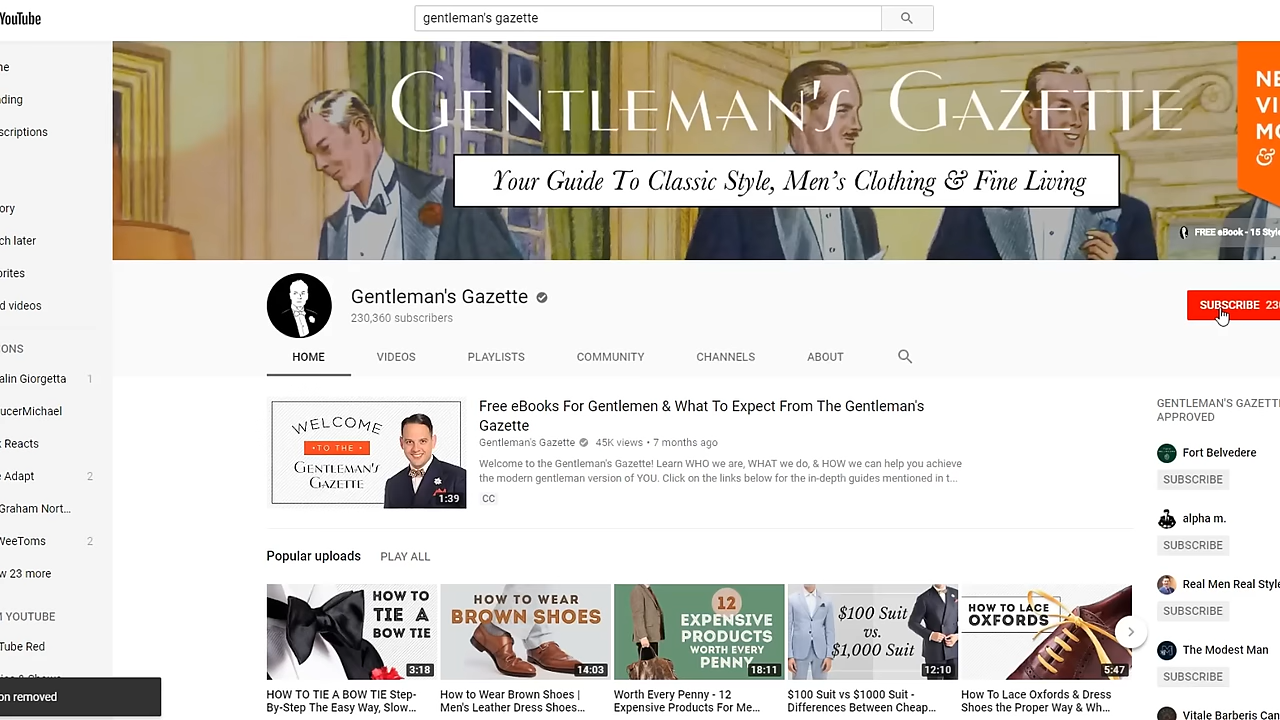 YouTube
gentleman's gazette
ne
ding
scriptions
ory
ch later
orites
d videos
ONS
alin Giorgetta 1
ucerMichael
Reacts
Adapt 2
Graham Nort...
WeeToms 2
w 23 more
YOUTUBE
Tube Red
on removed
GENTLEMAN'S GAZETTE
Your Guide To Classic Style, Men's Clothing & Fine Living
NE
VI
MO
&
FREE eBook - 15 Style
Gentleman's Gazette
230,360 subscribers
SUBSCRIBE 230
HOME VIDEOS PLAYLISTS COMMUNITY CHANNELS ABOUT
WELCOME
TO THE
GENTLEMAN'S
GAZETTE
1:39
Free eBooks For Gentlemen & What To Expect From The Gentleman's
Gazette
Gentleman's Gazette 45K views • 7 months ago
Welcome to the Gentleman's Gazette! Learn WHO we are, WHAT we do, & HOW we can help you achieve
the modern gentleman version of YOU. Click on the links below for the in-depth guides mentioned in t...
CC
Popular uploads PLAY ALL
HOW TO
TIE A
BOW TIE
3:18
HOW TO WEAR
BROWN SHOES
14:03
12
EXPENSIVE
PRODUCTS
WORTH EVERY
PENNY
18:11
$100 Suit
vs.
$1,000 Suit
12:10
HOW TO LACE
OXFORDS
5:47
HOW TO TIE A BOW TIE Step-
By-Step The Easy Way, Slow...
How to Wear Brown Shoes |
Men's Leather Dress Shoes...
Worth Every Penny - 12
Expensive Products For Me...
$100 Suit vs $1000 Suit -
Differences Between Cheap...
How To Lace Oxfords & Dress
Shoes the Proper Way & Wh...
GENTLEMAN'S GAZETTE
APPROVED
Fort Belvedere
SUBSCRIBE
alpha m.
SUBSCRIBE
Real Men Real Style
SUBSCRIBE
The Modest Man
SUBSCRIBE
Vitale Barberis Can